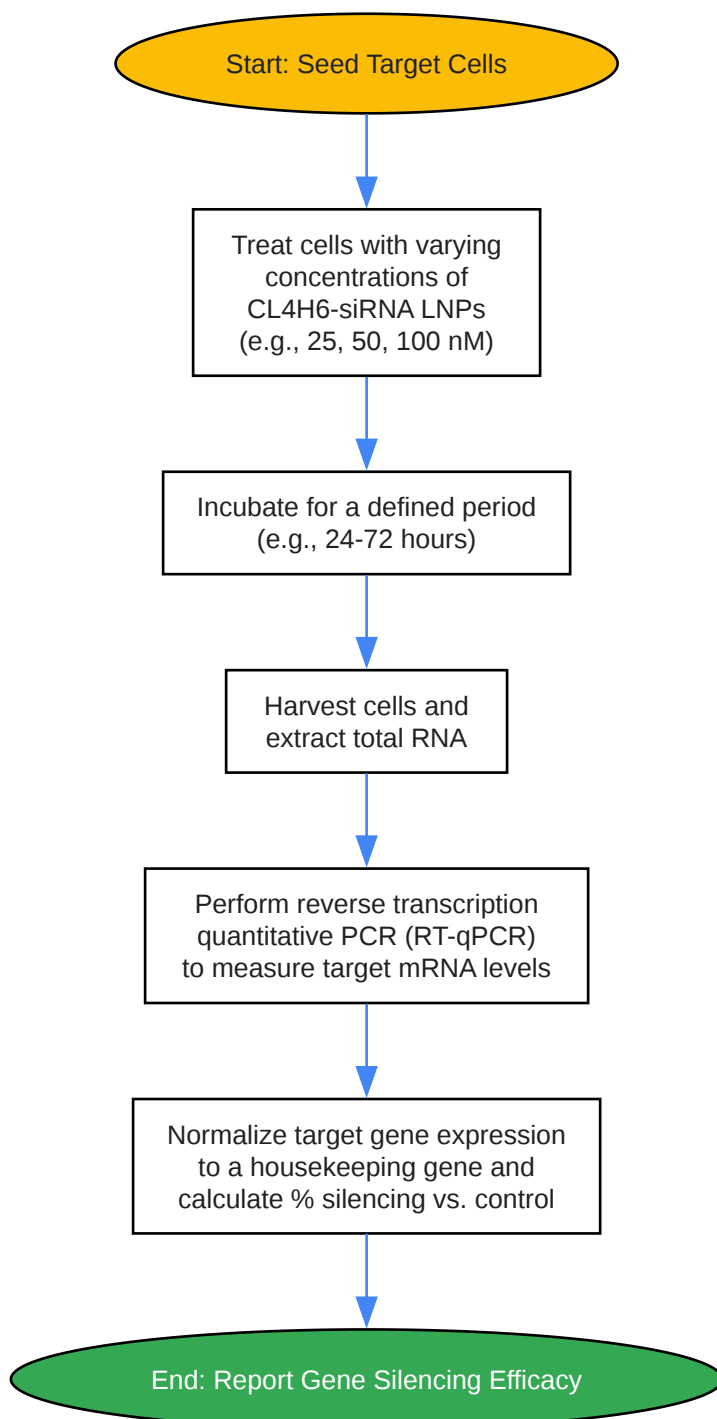 Start: Seed Target Cells
Treat cells with varying
concentrations of
CL4H6-siRNA LNPs
(e.g., 25, 50, 100 nM)
Incubate for a defined period
(e.g., 24-72 hours)
Harvest cells and
extract total RNA
Perform reverse transcription
quantitative PCR (RT-qPCR)
to measure target mRNA levels
Normalize target gene expression
to a housekeeping gene and
calculate % silencing vs. control
End: Report Gene Silencing Efficacy